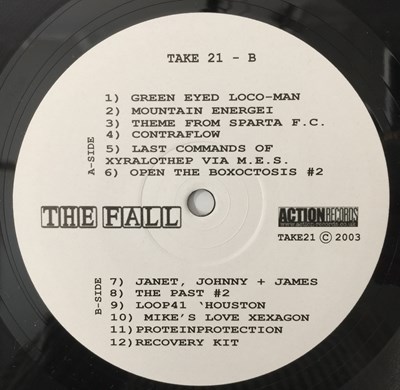 TAKE 21 - B
A-SIDE
1) GREEN EYED LOCO-MAN
2) MOUNTAIN ENERGEI
3) THEME FROM SPARTA F.C.
4) CONTRAFLOW
5) LAST COMMANDS OF
XYRALOTHEP VIA M.E.S.
6) OPEN THE BOXOCTOSIS #2
THE FALL
ACTION RECORDS
TAKE21 © 2003
B-SIDE
7) JANET, JOHNNY + JAMES
8) THE PAST #2
9) LOOP41 'HOUSTON
10) MIKE'S LOVE XEXAGON
11) PROTEINPROTECTION
12) RECOVERY KIT